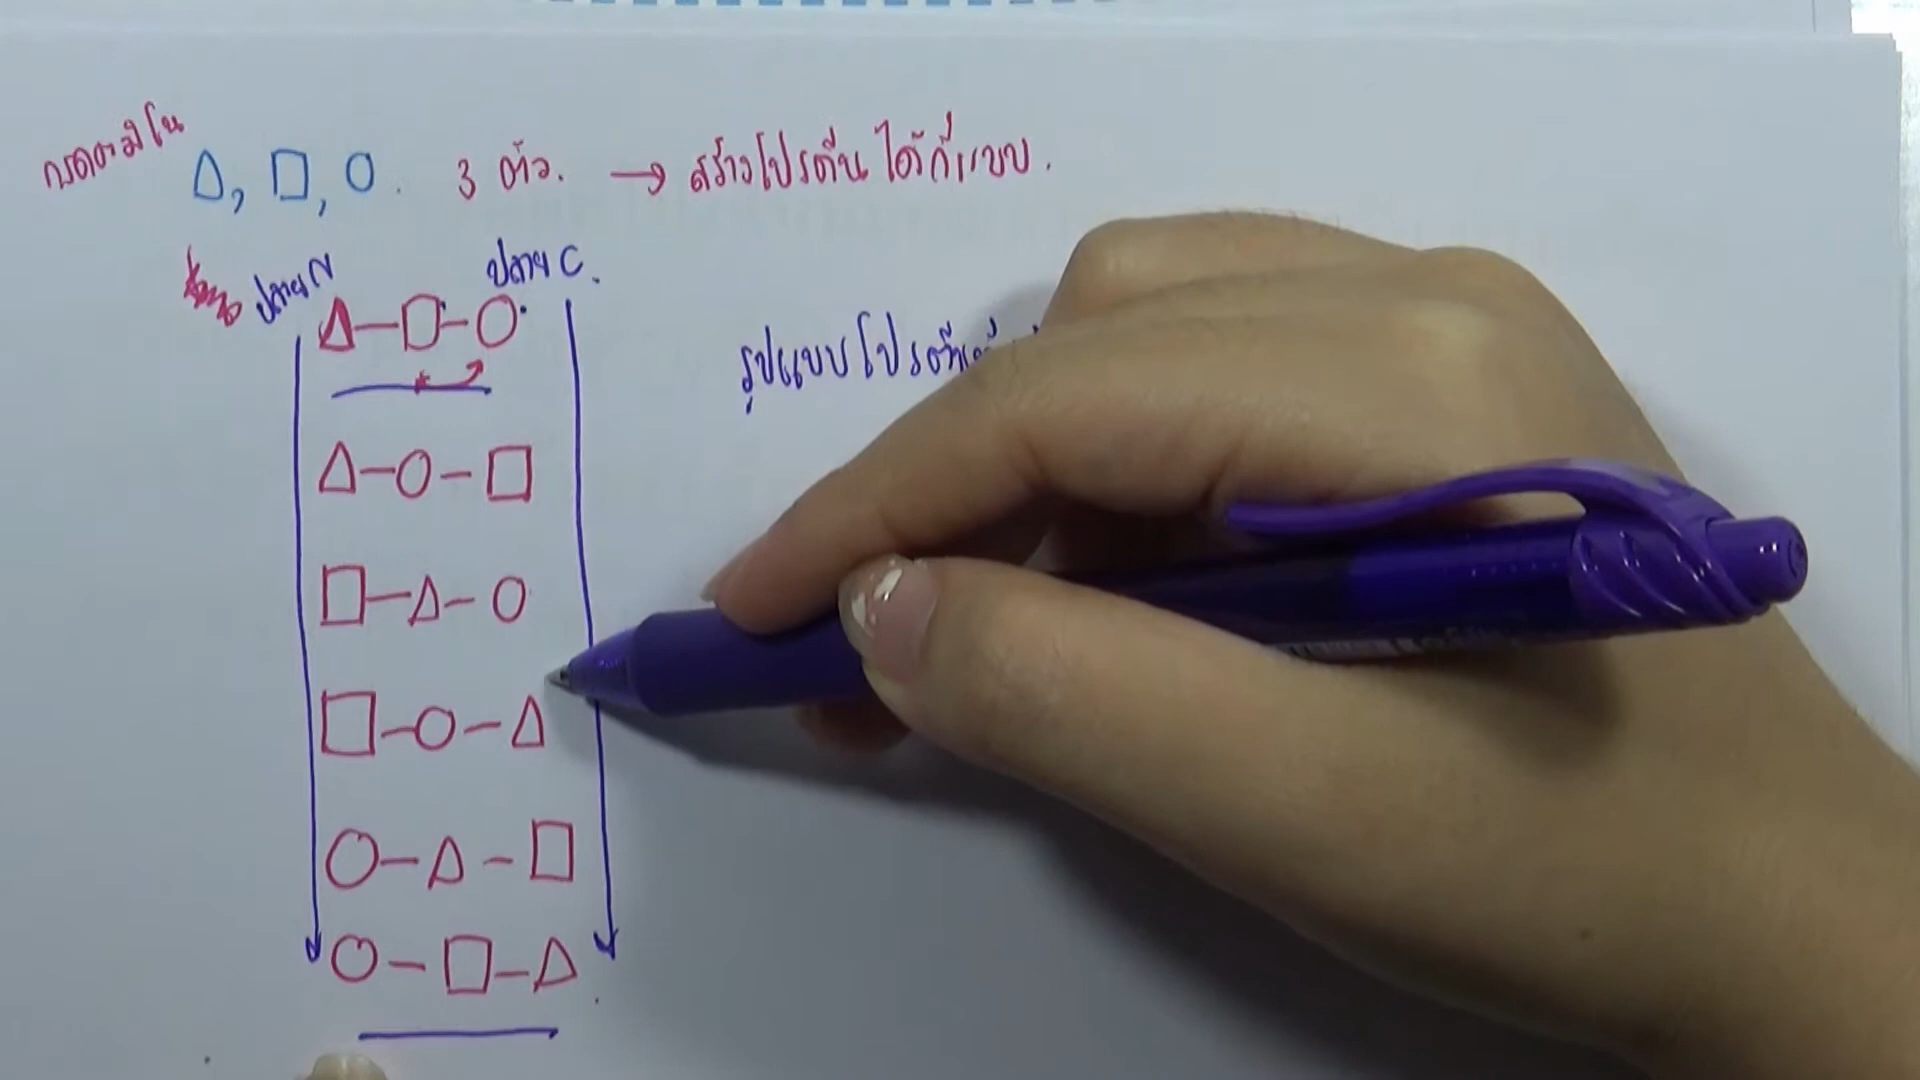 กรดอะมิโน △, □, ○. 3 ตัว. → สร้างโปรตีนได้กี่แบบ.
ปลาย N ปลาย C.
△–□–○
△–○–□
□–△–○
□–○–△
○–△–□
○–□–△
รูปแบบโปรตีน